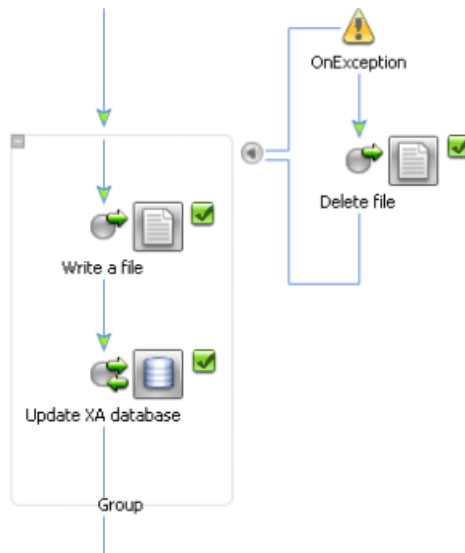 OnException
Delete file
Write a file
Update XA database
Group